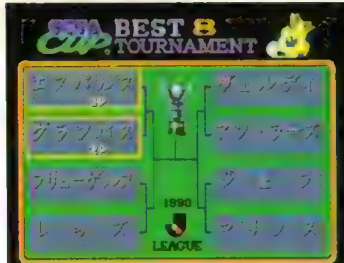 SEGA CUP BEST 8
TOURNAMENT
エスパルス
ヴェルディ
グランパス
アントラーズ
フリューゲルス
ジェフ
レッズ
マリノス
LEAGUE